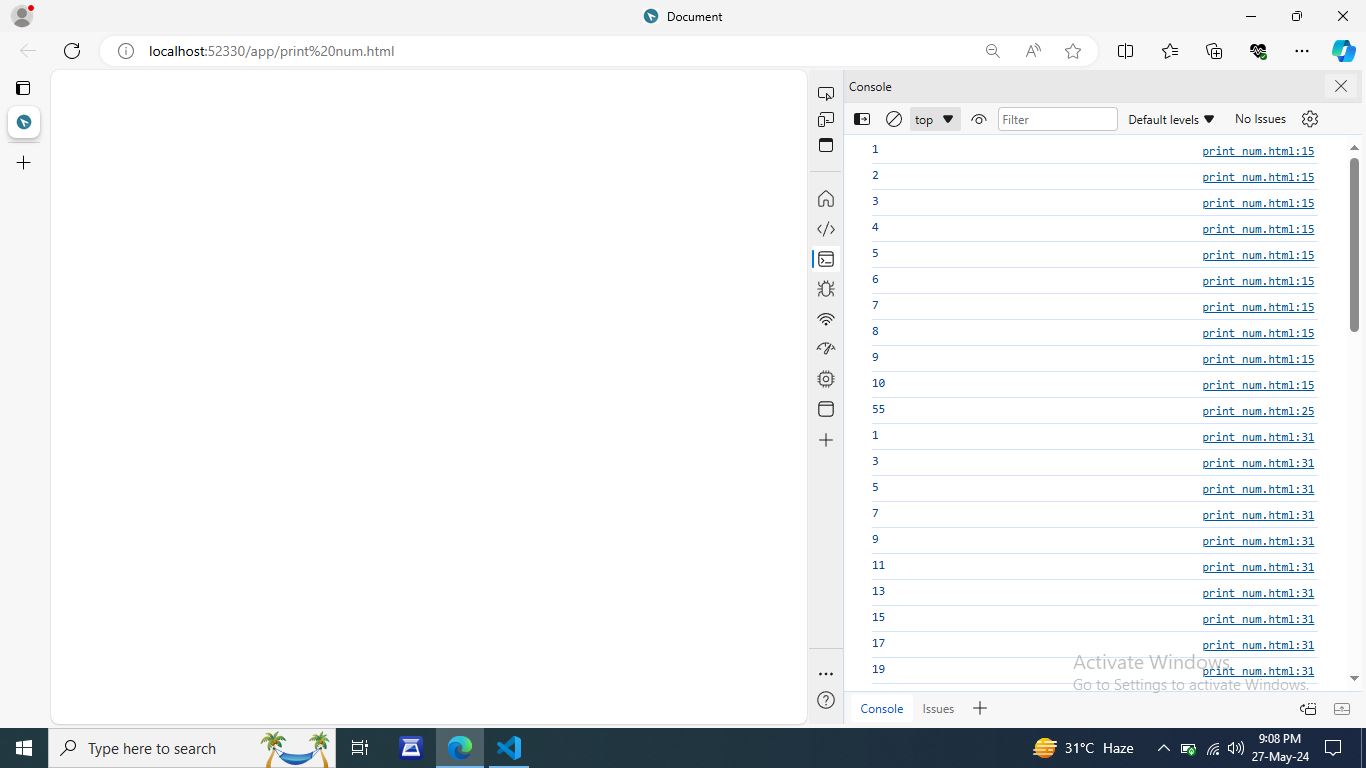 Document
localhost:52330/app/print%20num.html
Console
top
Filter
Default levels
No Issues
1 print num.html:15
2 print num.html:15
3 print num.html:15
4 print num.html:15
5 print num.html:15
6 print num.html:15
7 print num.html:15
8 print num.html:15
9 print num.html:15
10 print num.html:15
55 print num.html:25
1 print num.html:31
3 print num.html:31
5 print num.html:31
7 print num.html:31
9 print num.html:31
11 print num.html:31
13 print num.html:31
15 print num.html:31
17 print num.html:31
19 print num.html:31
Activate Windows
Go to Settings to activate Windows.
Console Issues
Type here to search
31°C Haze
9:08 PM
27-May-24